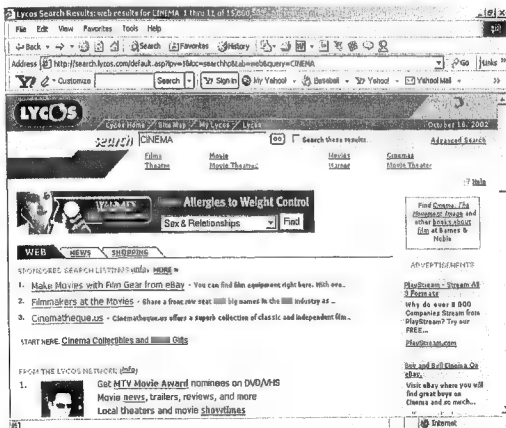 Lycos Search Results: web results for CINEMA 1 thru 11 of
File Edit View Favorites Tools Help
Back Search Favorites History
Address http://search.lycos.com/default.asp?lpv=1&loc=searchhp&tab=web&query=CINEMA Go Links »
Y! Customize Search Sign In My Yahoo! Baseball Yahoo! Yahoo! Mail »
LYCOS
Lycos Home / Site Map / My Lycos / Lycos October 18, 2002
search CINEMA GO Search these results. Advanced Search
Films Movie Movies Cinemas
Theatre Movie Theatre Warner Movie Theater
Help
WebMD Allergies to Weight Control
Sex & Relationships Find
Find Cinema. The
Movement Image and
other books about
film at Barnes &
Noble
WEB NEWS SHOPPING
SPONSORED SEARCH LISTINGS (info) MORE »
1. Make Movies with Film Gear from eBay - You can find film equipment right here. With ove..
2. Filmmakers at the Movies - Share a front row seat big names in the industry as ..
3. Cinematheque.us - Cinematheque.us offers a superb collection of classic and independent film..
START HERE. Cinema Collectibles and Gifts
FROM THE LYCOS NETWORK (info)
1. Get MTV Movie Award nominees on DVD/VHS
Movie news, trailers, reviews, and more
Local theaters and movie showtimes
ADVERTISEMENTS
PlayStream - Stream All
3 Formats
Why do over 8 000
Companies Stream from
PlayStream? Try our
FREE...
PlayStream.com
Buy and Sell Cinema On
eBay.
Visit eBay where you will
find great buys on
Cinema and so much...
Internet